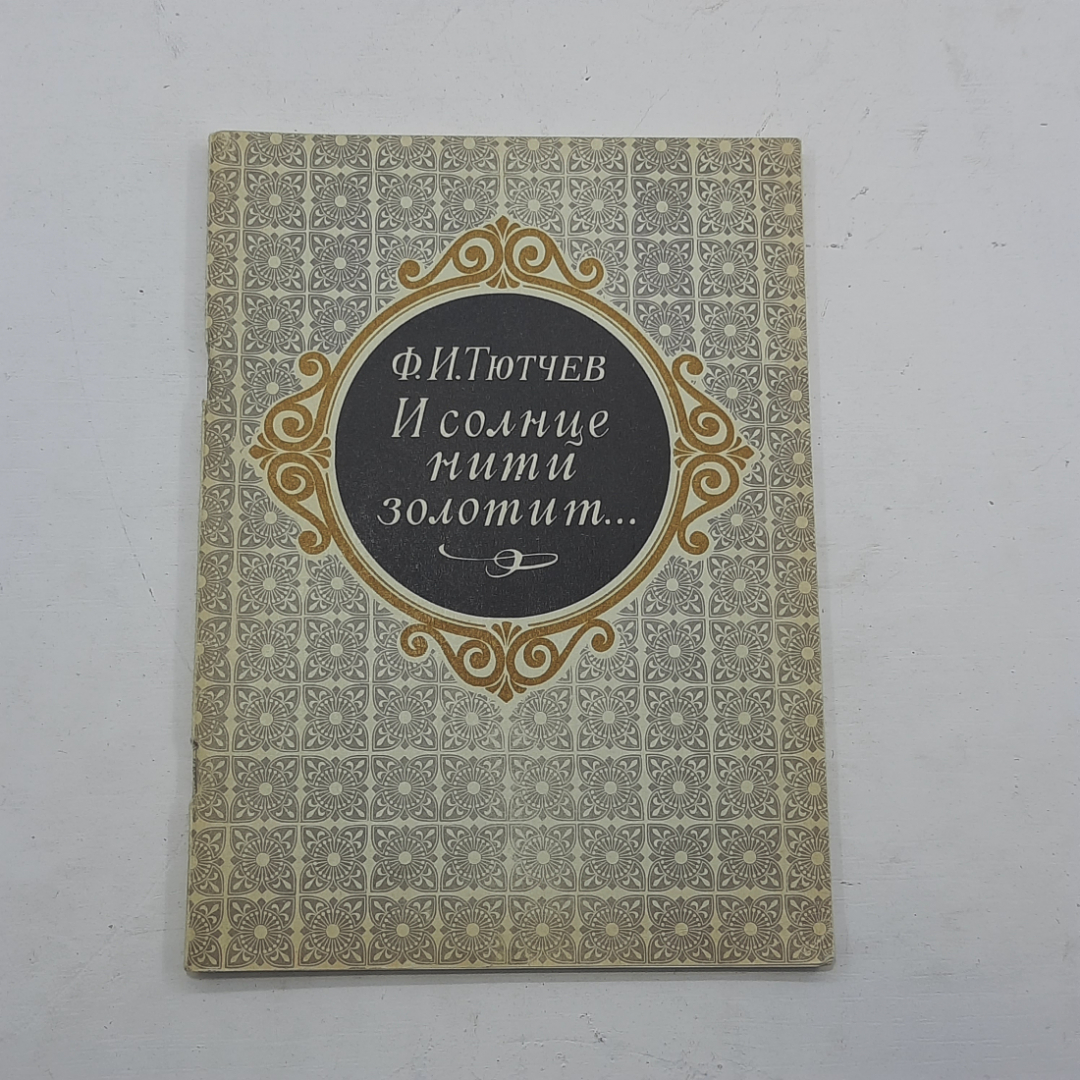 Ф.И.Тютчев
И солнце
нити
золотит...